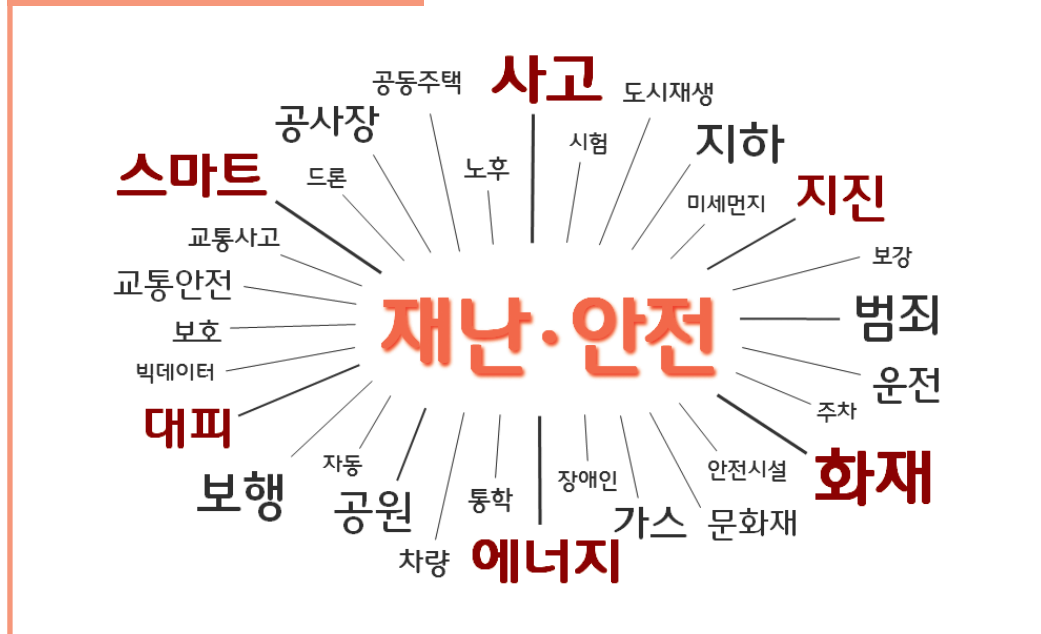 사고
공동주택
도시재생
공사장
시험
지하
스마트
드론
노후
미세먼지
지진
교통사고
보강
교통안전
재난·안전
범죄
보호
빅데이터
운전
대피
주차
보행
자동
공원
통학
장애인
안전시설
화재
차량
에너지
가스
문화재